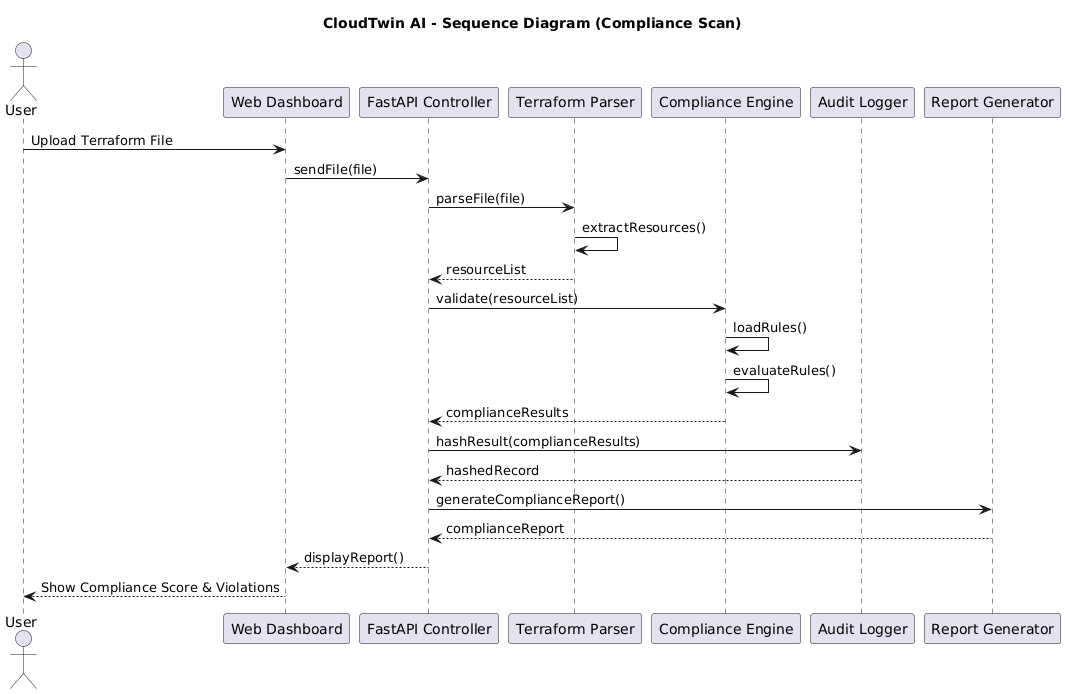 CloudTwin AI - Sequence Diagram (Compliance Scan)
User
Web Dashboard
FastAPI Controller
Terraform Parser
Compliance Engine
Audit Logger
Report Generator
Upload Terraform File
sendFile(file)
parseFile(file)
extractResources()
resourceList
validate(resourceList)
loadRules()
evaluateRules()
complianceResults
hashResult(complianceResults)
hashedRecord
generateComplianceReport()
complianceReport
displayReport()
Show Compliance Score & Violations
User
Web Dashboard
FastAPI Controller
Terraform Parser
Compliance Engine
Audit Logger
Report Generator